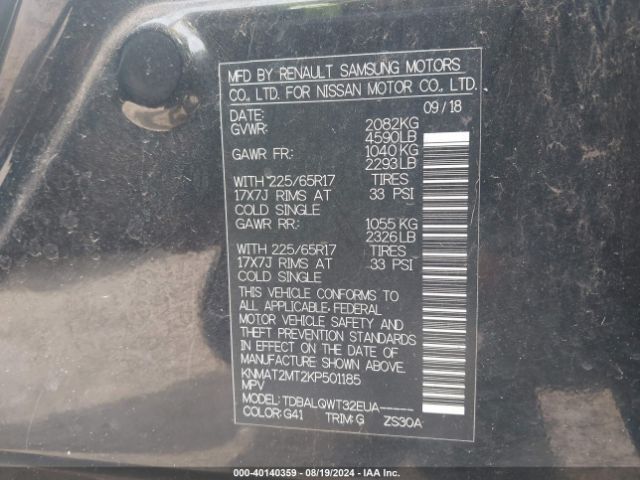 MFD BY RENAULT SAMSUNG MOTORS
CO., LTD. FOR NISSAN MOTOR CO., LTD.
DATE: 09/18
GVWR: 2082KG
4590LB
GAWR FR: 1040 KG
2293LB
WITH 225/65R17 TIRES
17X7J RIMS AT 33 PSI
COLD SINGLE
GAWR RR: 1055 KG
2326LB
WITH 225/65R17 TIRES
17X7J RIMS AT 33 PSI
COLD SINGLE
THIS VEHICLE CONFORMS TO
ALL APPLICABLE FEDERAL
MOTOR VEHICLE SAFETY AND
THEFT PREVENTION STANDARDS
IN EFFECT ON THE DATE OF
MANUFACTURE SHOWN ABOVE.
KNMAT2MT2KP501185
MPV
MODEL: TDBALQWT32EUA-----
COLOR: G41 TRIM: G ZS30A
000-40140359 - 08/19/2024 - IAA, Inc.